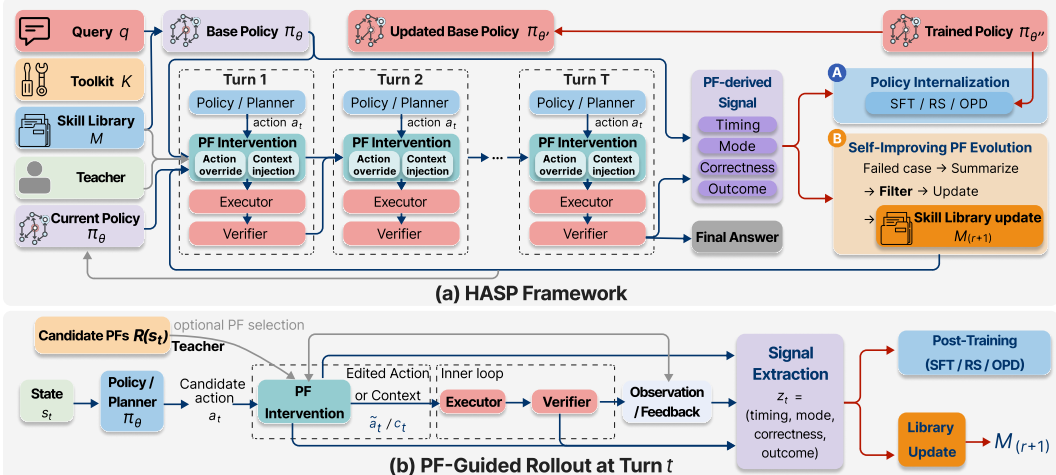 Query q
Base Policy πθ
Updated Base Policy πθ′
Trained Policy πθ″
Toolkit K
Skill Library
M
Teacher
Current Policy
πθ
Turn 1
Policy / Planner
action at
PF Intervention
Action override
Context injection
Executor
Verifier
Turn 2
Policy / Planner
action at
PF Intervention
Action override
Context injection
Executor
Verifier
...
Turn T
Policy / Planner
action at
PF Intervention
Action override
Context injection
Executor
Verifier
PF-derived
Signal
Timing
Mode
Correctness
Outcome
Final Answer
A
Policy Internalization
SFT / RS / OPD
B
Self-Improving PF Evolution
Failed case → Summarize
→ Filter → Update
→ Skill Library update
M(r+1)
(a) HASP Framework
Candidate PFs R(st)
optional PF selection
Teacher
State
st
Policy /
Planner
πθ
Candidate
action
at
PF
Intervention
Edited Action
or Context
ãt / ct
Inner loop
Executor
Verifier
Observation
/ Feedback
Signal
Extraction
zt =
(timing, mode,
correctness,
outcome)
Post-Training
(SFT / RS / OPD)
Library
Update
M(r+1)
(b) PF-Guided Rollout at Turn t